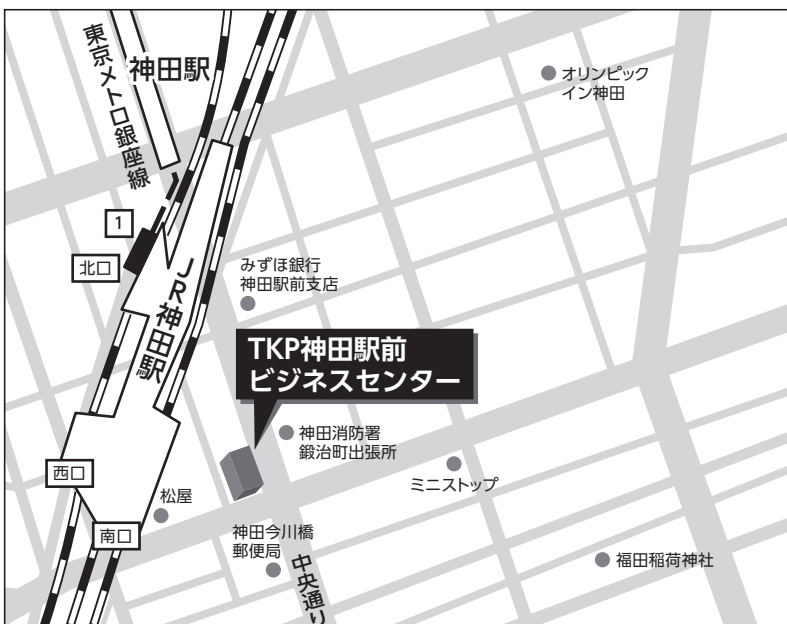 神田駅
東京メトロ銀座線
オリンピック
イン神田
1
北口
みずほ銀行
神田駅前支店
JR神田駅
TKP神田駅前
ビジネスセンター
神田消防署
鍛治町出張所
ミニストップ
西口
松屋
南口
神田今川橋
郵便局
中央通り
福田稲荷神社